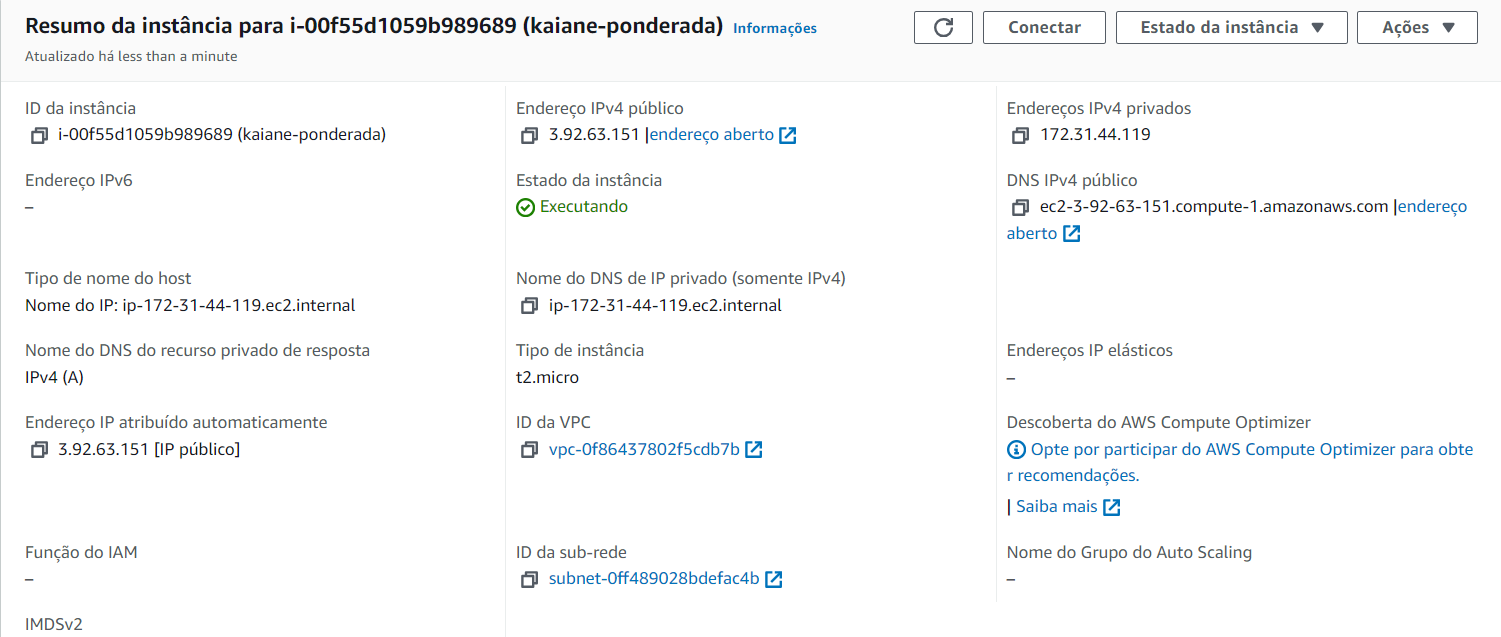 Resumo da instância para i-00f55d1059b989689 (kaiane-ponderada) Informações
Atualizado há less than a minute
Conectar
Estado da instância
Ações
ID da instância
i-00f55d1059b989689 (kaiane-ponderada)
Endereço IPv4 público
3.92.63.151 |endereço aberto
Endereços IPv4 privados
172.31.44.119
Endereço IPv6
–
Estado da instância
Executando
DNS IPv4 público
ec2-3-92-63-151.compute-1.amazonaws.com |endereço
aberto
Tipo de nome do host
Nome do IP: ip-172-31-44-119.ec2.internal
Nome do DNS de IP privado (somente IPv4)
ip-172-31-44-119.ec2.internal
Nome do DNS do recurso privado de resposta
IPv4 (A)
Tipo de instância
t2.micro
Endereços IP elásticos
–
Endereço IP atribuído automaticamente
3.92.63.151 [IP público]
ID da VPC
vpc-0f86437802f5cdb7b
Descoberta do AWS Compute Optimizer
Opte por participar do AWS Compute Optimizer para obte
r recomendações.
| Saiba mais
Função do IAM
–
ID da sub-rede
subnet-0ff489028bdefac4b
Nome do Grupo do Auto Scaling
–
IMDSv2